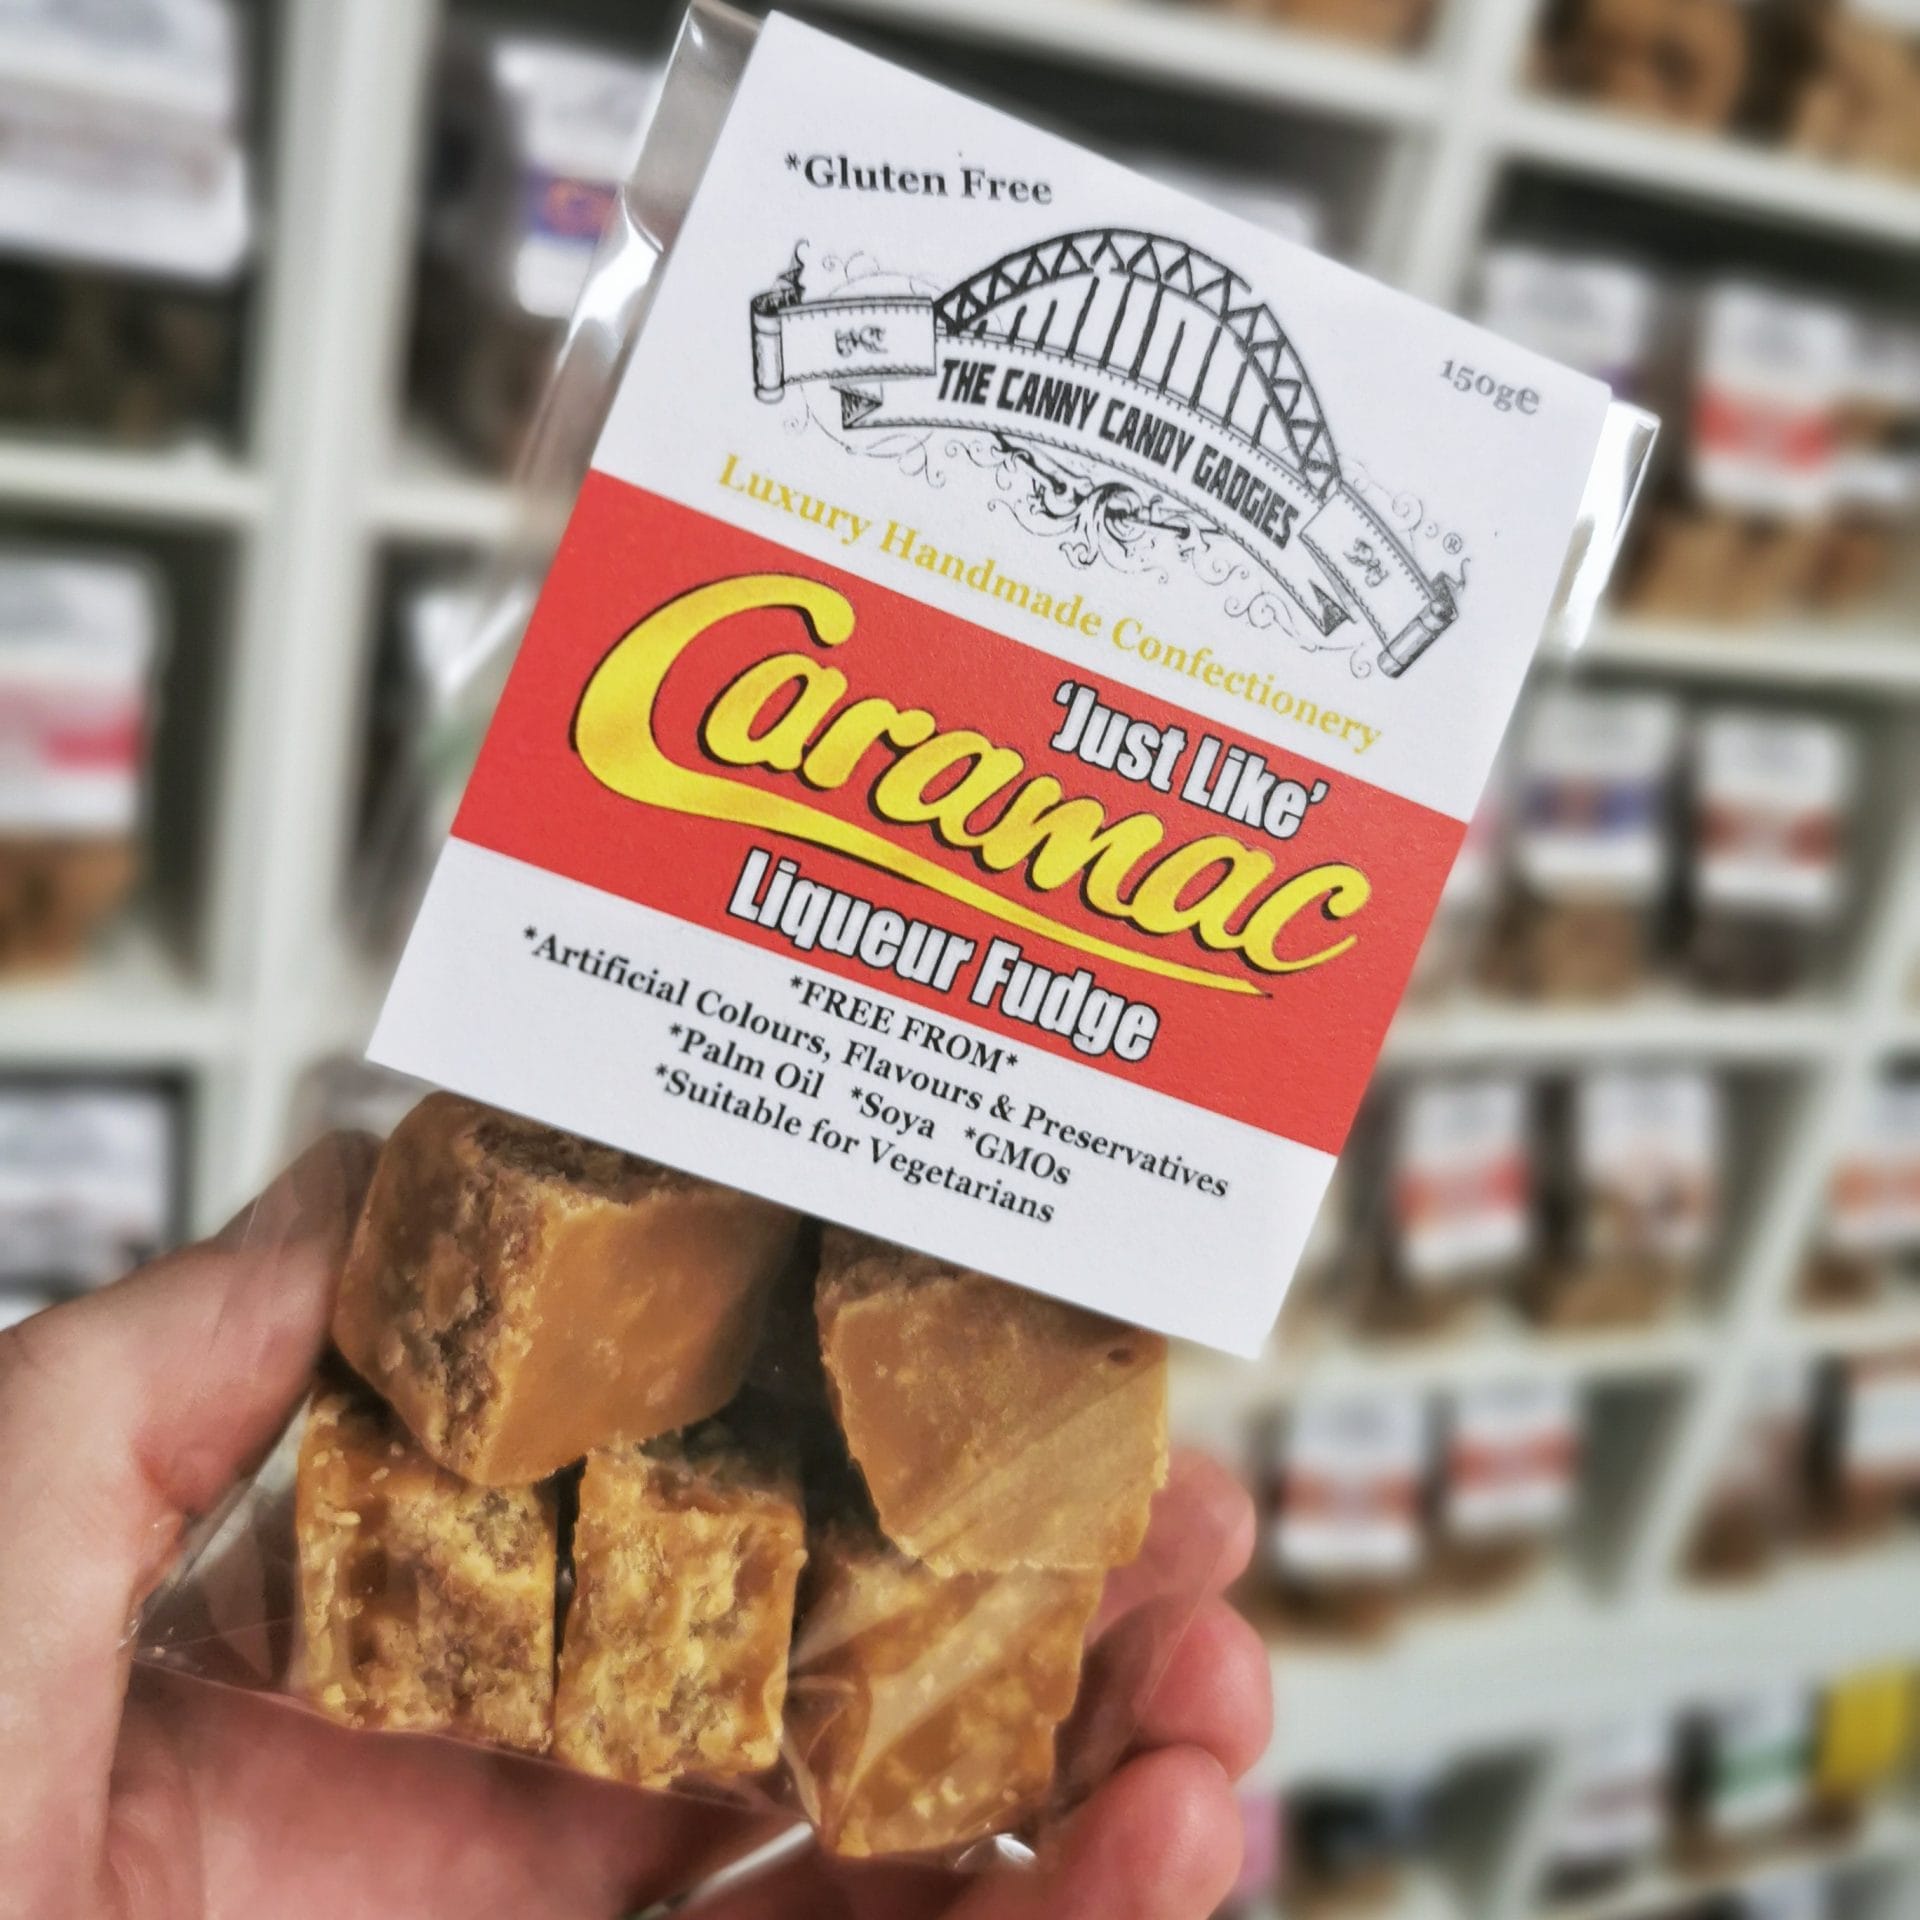 *Gluten Free
150g℮
THE CANNY CANDY GADGIES
®
Luxury Handmade Confectionery
'Just Like'
Caramac
Liqueur Fudge
*FREE FROM*
*Artificial Colours, Flavours & Preservatives
*Palm Oil *Soya *GMOs
*Suitable for Vegetarians